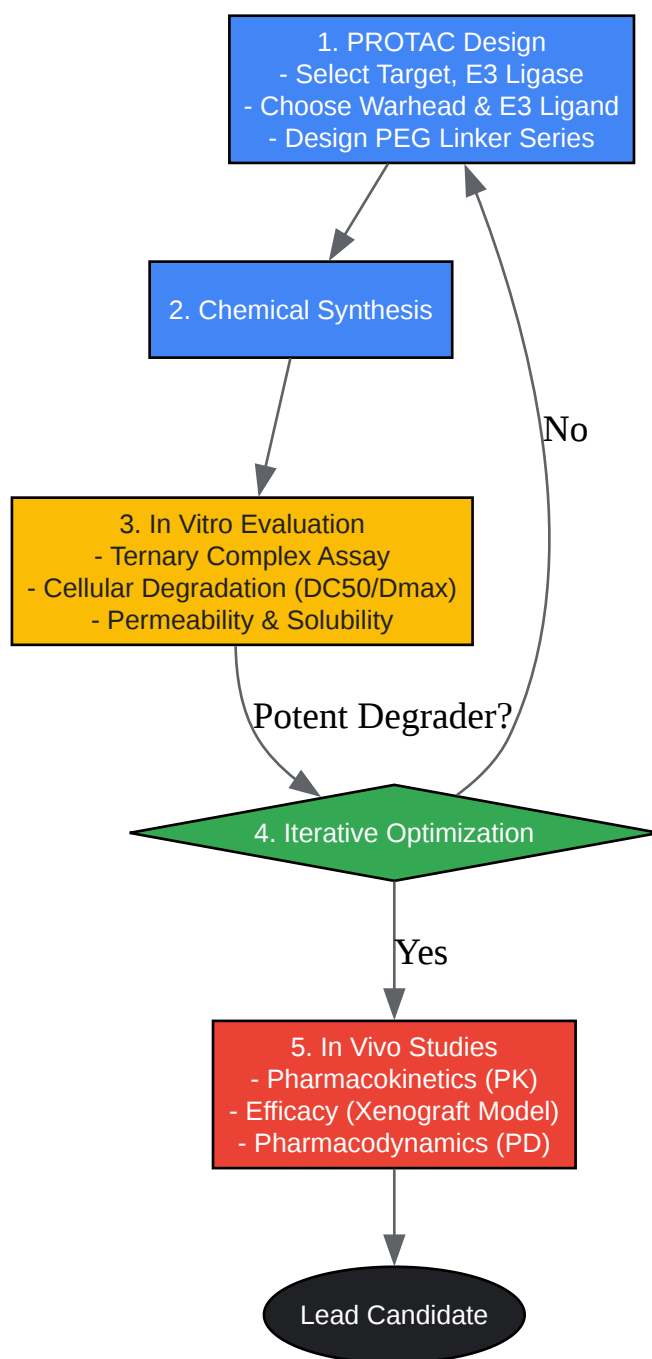 1. PROTAC Design
- Select Target, E3 Ligase
- Choose Warhead & E3 Ligand
- Design PEG Linker Series
2. Chemical Synthesis
No
3. In Vitro Evaluation
- Ternary Complex Assay
- Cellular Degradation (DC50/Dmax)
- Permeability & Solubility
Potent Degrader?
4. Iterative Optimization
Yes
5. In Vivo Studies
- Pharmacokinetics (PK)
- Efficacy (Xenograft Model)
- Pharmacodynamics (PD)
Lead Candidate